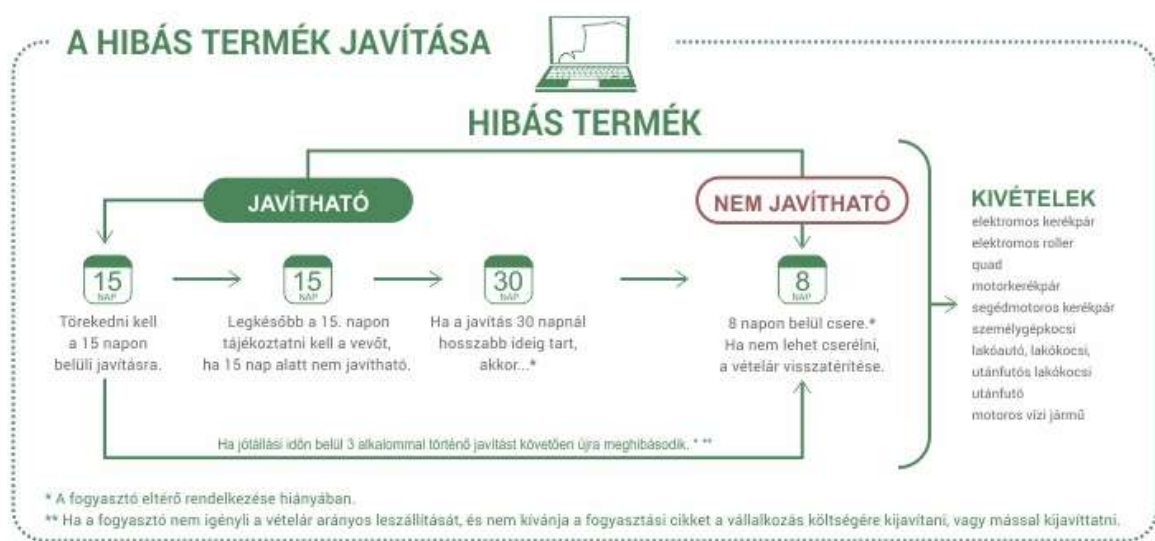 A HIBÁS TERMÉK JAVÍTÁSA
HIBÁS TERMÉK
JAVÍTHATÓ
NEM JAVÍTHATÓ
15
NAP
Törekedni kell
a 15 napon
belüli javításra.
15
NAP
Legkésőbb a 15. napon
tájékoztatni kell a vevőt,
ha 15 nap alatt nem javítható.
30
NAP
Ha a javítás 30 napnál
hosszabb ideig tart,
akkor...*
8
NAP
8 napon belül csere.*
Ha nem lehet cserélni,
a vételár visszatérítése.
Ha jótállási időn belül 3 alkalommal történő javítást követően újra meghibásodik. * **
KIVÉTELEK
elektromos kerékpár
elektromos roller
quad
motorkerékpár
segédmotoros kerékpár
személygépkocsi
lakóautó, lakókocsi,
utánfutós lakókocsi
utánfutó
motoros vízi jármű
* A fogyasztó eltérő rendelkezése hiányában.
** Ha a fogyasztó nem igényli a vételár arányos leszállítását, és nem kívánja a fogyasztási cikket a vállalkozás költségére kijavítani, vagy mással kijavíttatni.